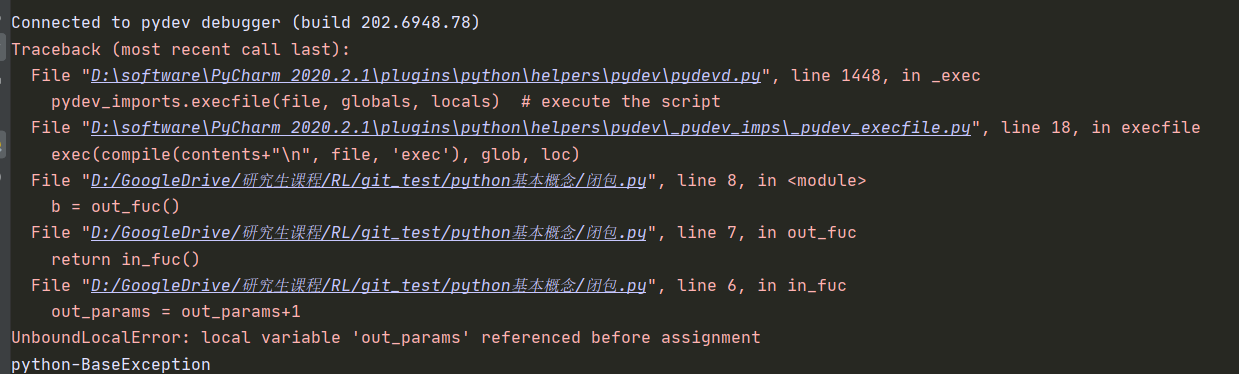 Connected to pydev debugger (build 202.6948.78)
Traceback (most recent call last):
  File "D:\software\PyCharm 2020.2.1\plugins\python\helpers\pydev\pydevd.py", line 1448, in _exec
    pydev_imports.execfile(file, globals, locals)  # execute the script
  File "D:\software\PyCharm 2020.2.1\plugins\python\helpers\pydev\_pydev_imps\_pydev_execfile.py", line 18, in execfile
    exec(compile(contents+"\n", file, 'exec'), glob, loc)
  File "D:/GoogleDrive/研究生课程/RL/git_test/python基本概念/闭包.py", line 8, in <module>
    b = out_fuc()
  File "D:/GoogleDrive/研究生课程/RL/git_test/python基本概念/闭包.py", line 7, in out_fuc
    return in_fuc()
  File "D:/GoogleDrive/研究生课程/RL/git_test/python基本概念/闭包.py", line 6, in in_fuc
    out_params = out_params+1
UnboundLocalError: local variable 'out_params' referenced before assignment
python-BaseException